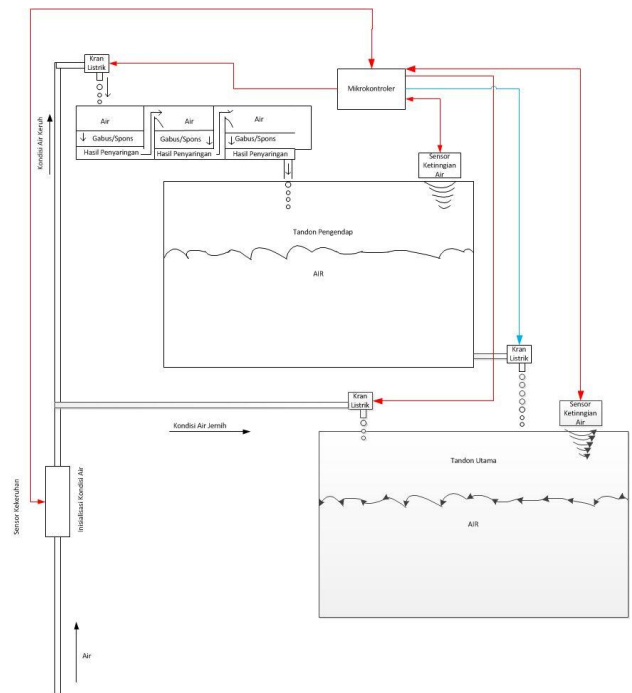 Kran
Listrik
Mikrokontroler
Air
Air
Air
Gabus/Spons
Gabus/Spons
Gabus/Spons
Hasil Penyaringan
Hasil Penyaringan
Hasil Penyaringan
Kondisi Air Keruh
Sensor
Ketinngian
Air
Tandon Pengendap
AIR
Kran
Listrik
Kran
Listrik
Sensor
Ketinngian
Air
Kondisi Air Jernih
Tandon Utama
AIR
Sensor Kekeruhan
Inisialisasi Kondisi Air
Air